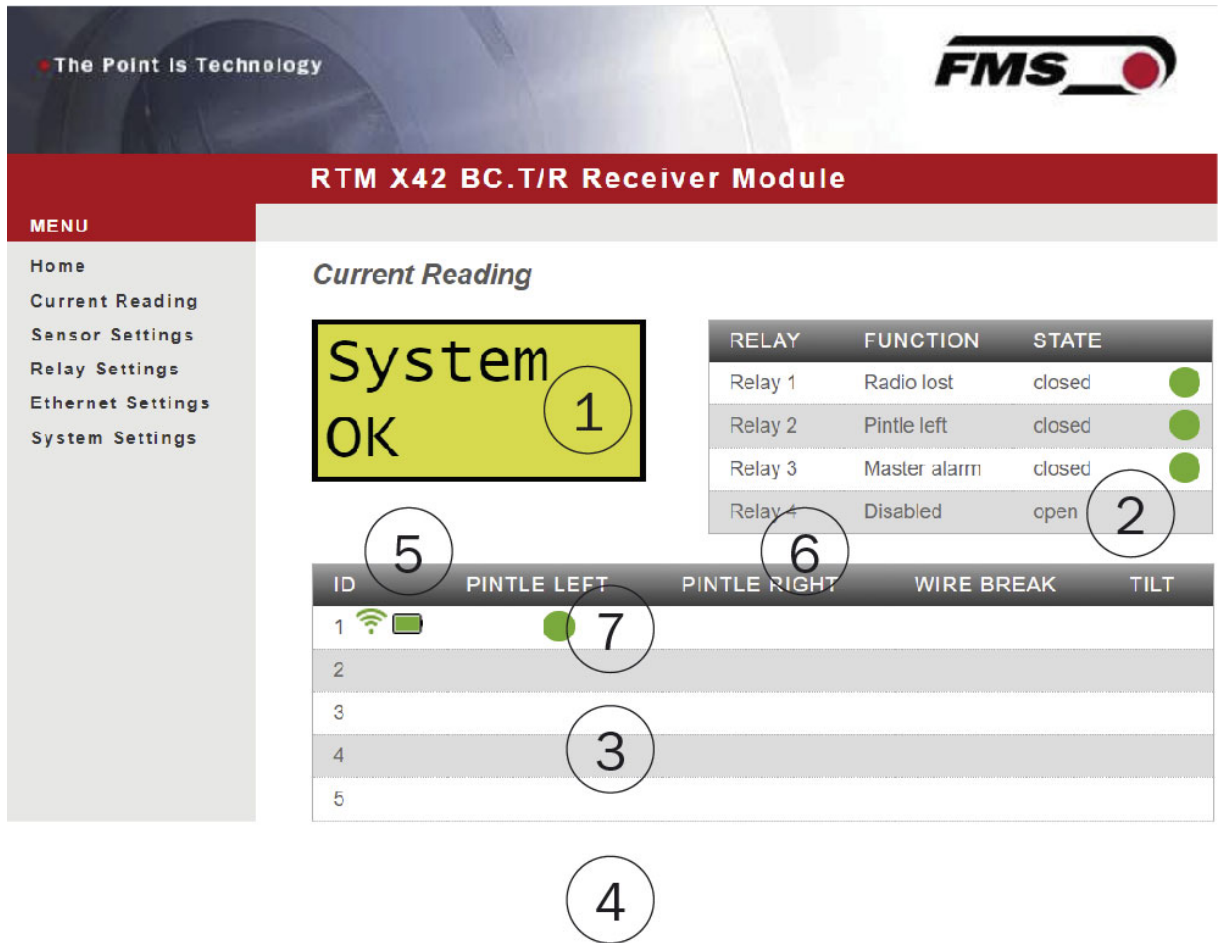 The Point Is Technology
FMS
RTM X42 BC.T/R Receiver Module
MENU
Home
Current Reading
Sensor Settings
Relay Settings
Ethernet Settings
System Settings
Current Reading
System
OK
1
RELAY FUNCTION STATE
Relay 1 Radio lost closed
Relay 2 Pintle left closed
Relay 3 Master alarm closed
Relay 4 Disabled open
2
5
6
ID PINTLE LEFT PINTLE RIGHT WIRE BREAK TILT
1
7
2
3
3
4
5
4